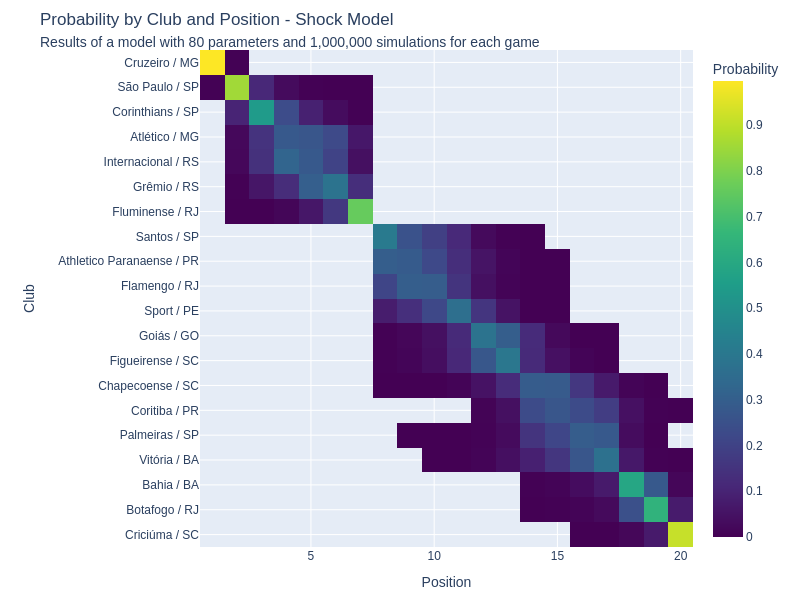 Probability by Club and Position - Shock Model
Results of a model with 80 parameters and 1,000,000 simulations for each game
Probability
Cruzeiro / MG
São Paulo / SP
Corinthians / SP
Atlético / MG
Internacional / RS
Grêmio / RS
Fluminense / RJ
Santos / SP
Athletico Paranaense / PR
Flamengo / RJ
Sport / PE
Goiás / GO
Figueirense / SC
Chapecoense / SC
Coritiba / PR
Palmeiras / SP
Vitória / BA
Bahia / BA
Botafogo / RJ
Criciúma / SC
Club
5
10
15
20
Position
0.9
0.8
0.7
0.6
0.5
0.4
0.3
0.2
0.1
0